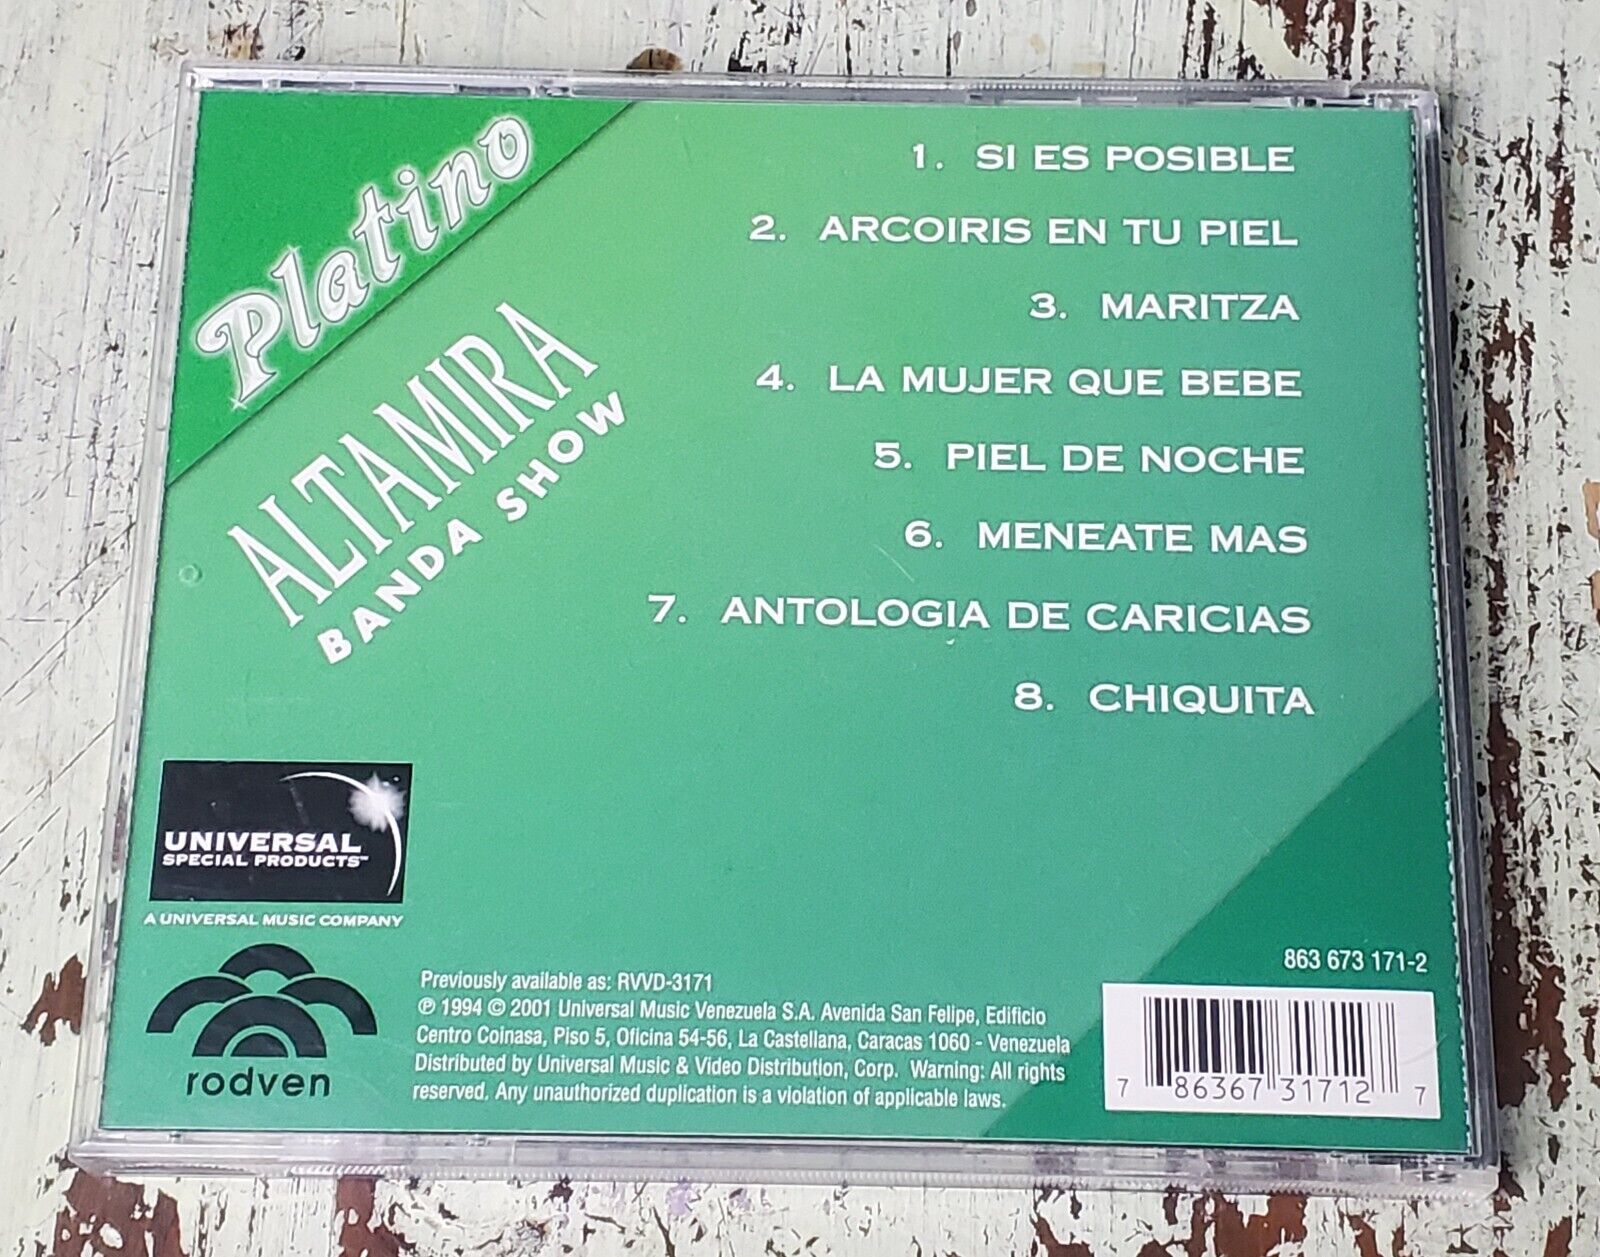 Platino
ALTAMIRA
BANDA SHOW
1. SI ES POSIBLE
2. ARCOIRIS EN TU PIEL
3. MARITZA
4. LA MUJER QUE BEBE
5. PIEL DE NOCHE
6. MENEATE MAS
7. ANTOLOGIA DE CARICIAS
8. CHIQUITA
UNIVERSAL
SPECIAL PRODUCTS™
A UNIVERSAL MUSIC COMPANY
rodven
Previously available as: RVVD-3171
℗ 1994 © 2001 Universal Music Venezuela S.A. Avenida San Felipe, Edificio
Centro Coinasa, Piso 5, Oficina 54-56, La Castellana, Caracas 1060 - Venezuela
Distributed by Universal Music & Video Distribution, Corp. Warning: All rights
reserved. Any unauthorized duplication is a violation of applicable laws.
863 673 171-2
7 86367 31712 7